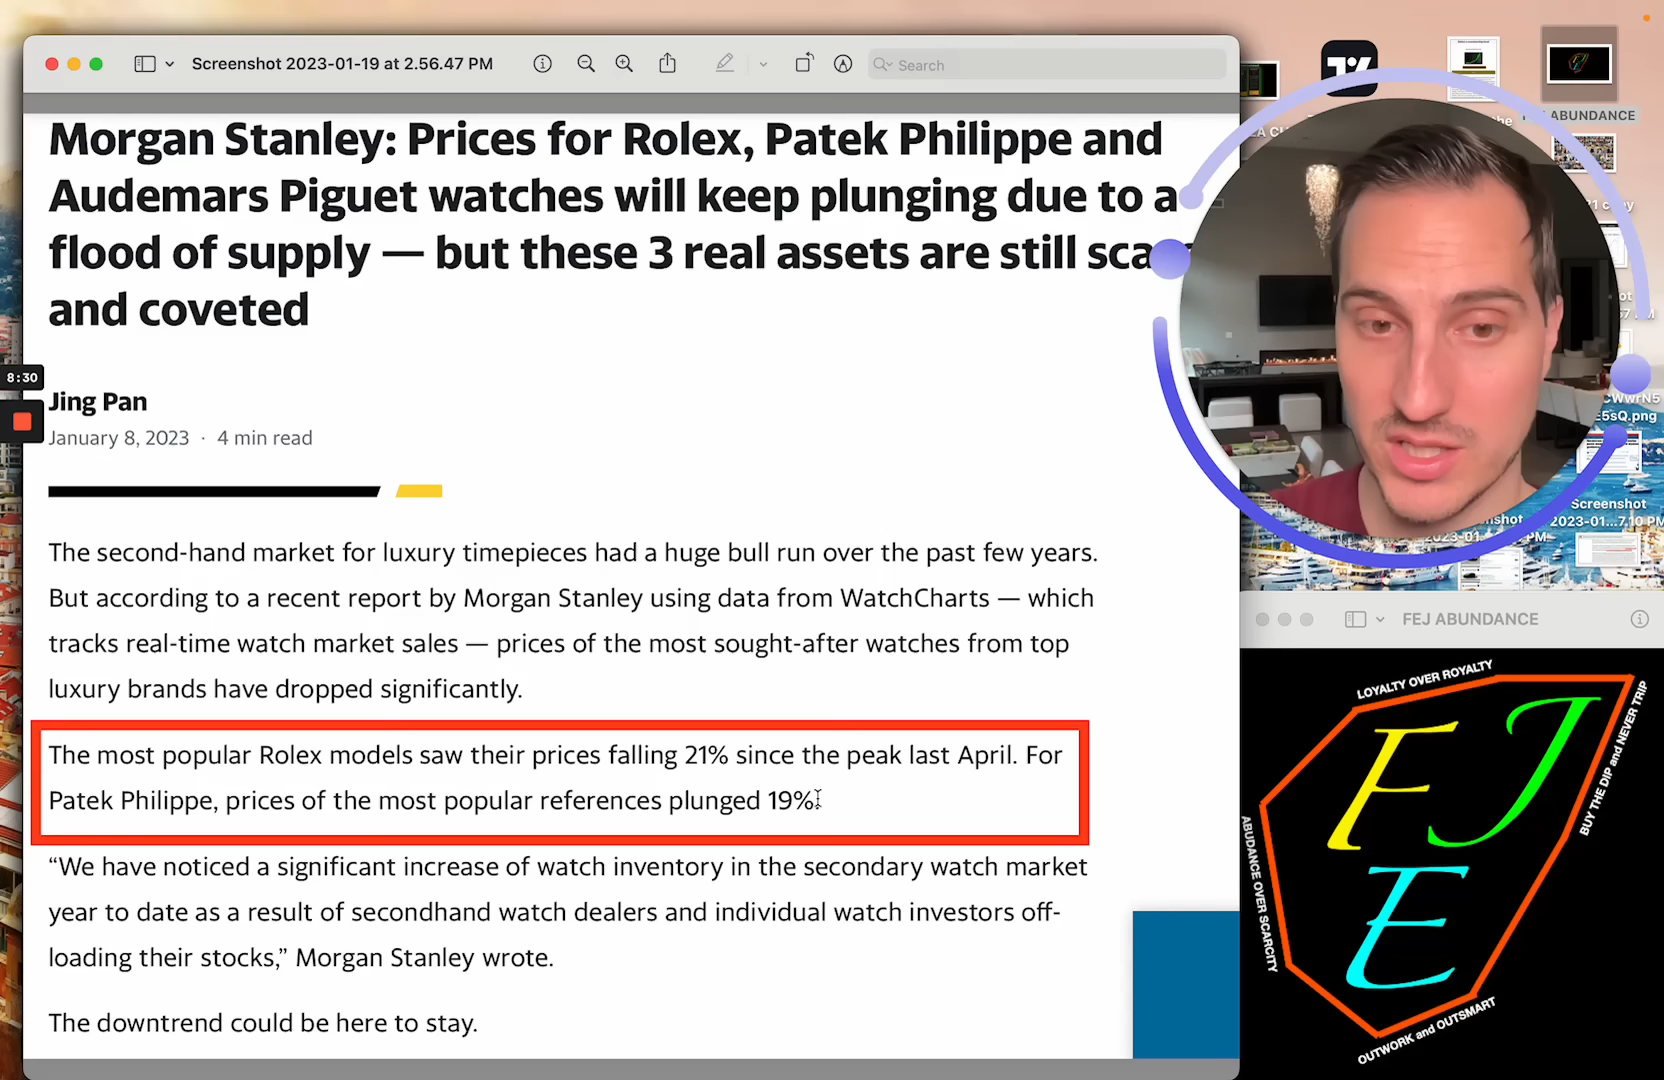 Screenshot 2023-01-19 at 2.56.47 PM
Search
Morgan Stanley: Prices for Rolex, Patek Philippe and
Audemars Piguet watches will keep plunging due to a
flood of supply — but these 3 real assets are still
and coveted
8:30
Jing Pan
January 8, 2023 · 4 min read
The second-hand market for luxury timepieces had a huge bull run over the past few years.
But according to a recent report by Morgan Stanley using data from WatchCharts — which
tracks real-time watch market sales — prices of the most sought-after watches from top
luxury brands have dropped significantly.
The most popular Rolex models saw their prices falling 21% since the peak last April. For
Patek Philippe, prices of the most popular references plunged 19%.
“We have noticed a significant increase of watch inventory in the secondary watch market
year to date as a result of secondhand watch dealers and individual watch investors off-
loading their stocks,” Morgan Stanley wrote.
The downtrend could be here to stay.
ABUNDANCE
Screenshot
2023-01...7.10 PM
FEJ ABUNDANCE
LOYALTY OVER ROYALTY
BUY THE DIP and NEVER TRIP
FJE
ABUDANCE OVER SCARCITY
OUTWORK and OUTSMART